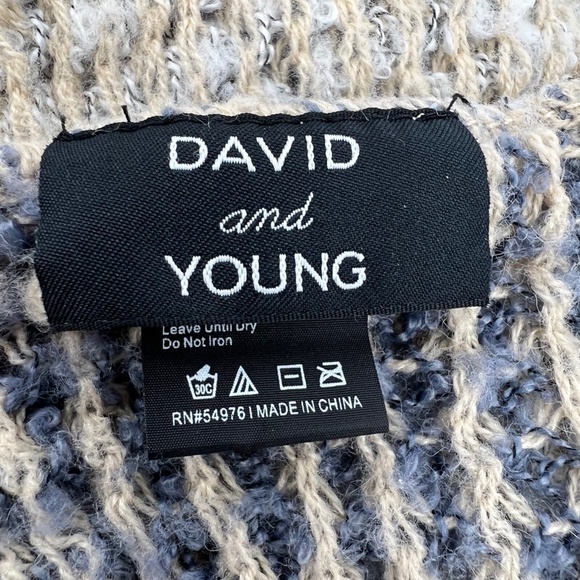 DAVID
and
YOUNG
Leave Until Dry
Do Not Iron
30C
RN#54976 | MADE IN CHINA